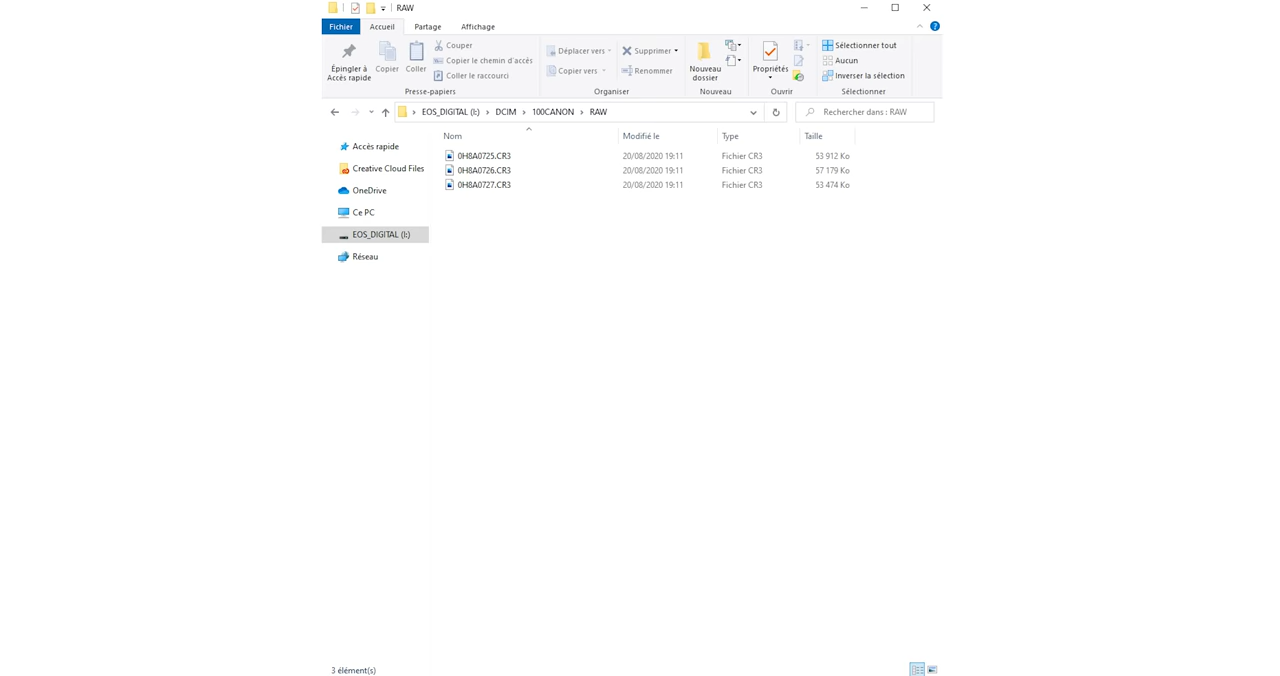 RAW
Fichier Accueil Partage Affichage
Épingler à Accès rapide
Copier
Coller
Couper
Copier le chemin d'accès
Coller le raccourci
Presse-papiers
Déplacer vers
Copier vers
Supprimer
Renommer
Organiser
Nouveau dossier
Nouveau
Propriétés
Ouvrir
Sélectionner tout
Aucun
Inverser la sélection
Sélectionner
EOS_DIGITAL (I:) > DCIM > 100CANON > RAW
Rechercher dans : RAW
Accès rapide
Creative Cloud Files
OneDrive
Ce PC
EOS_DIGITAL (I:)
Réseau
Nom Modifié le Type Taille
0H8A0725.CR3 20/08/2020 19:11 Fichier CR3 53 912 Ko
0H8A0726.CR3 20/08/2020 19:11 Fichier CR3 57 179 Ko
0H8A0727.CR3 20/08/2020 19:11 Fichier CR3 53 474 Ko
3 élément(s)